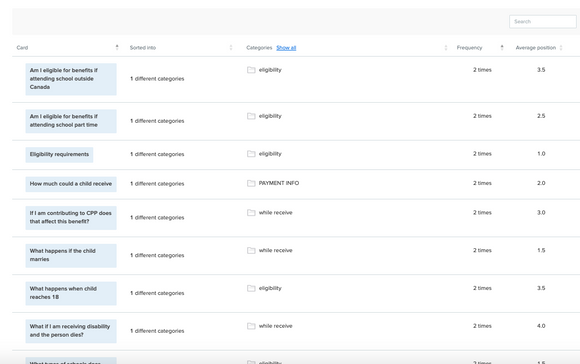 Search
Card Sorted into Categories Show all Frequency Average position
Am I eligible for benefits if
attending school outside
Canada
1 different categories
eligibility
2 times
3.5
Am I eligible for benefits if
attending school part time
1 different categories
eligibility
2 times
2.5
Eligibility requirements
1 different categories
eligibility
2 times
1.0
How much could a child receive
1 different categories
PAYMENT INFO
2 times
2.0
If I am contributing to CPP does
that affect this benefit?
1 different categories
while receive
2 times
3.0
What happens if the child
marries
1 different categories
while receive
2 times
1.5
What happens when child
reaches 18
1 different categories
eligibility
2 times
3.5
What if I am receiving disability
and the person dies?
1 different categories
while receive
2 times
4.0